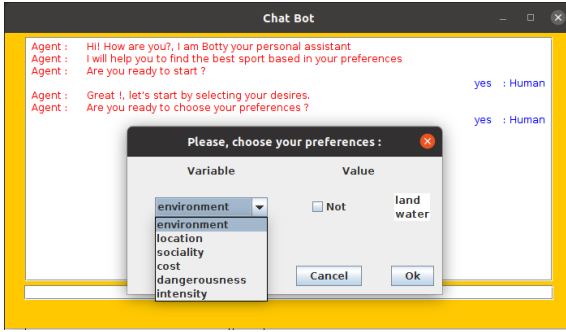 Chat Bot
Agent : Hi! How are you?, I am Botty your personal assistant
Agent : I will help you to find the best sport based in your preferences
Agent : Are you ready to start ?
yes : Human
Agent : Great !, let's start by selecting your desires.
Agent : Are you ready to choose your preferences ?
yes : Human
Please, choose your preferences :
Variable Value
environment Not land
water
environment
location
sociality
cost
dangerousness
intensity
Cancel Ok